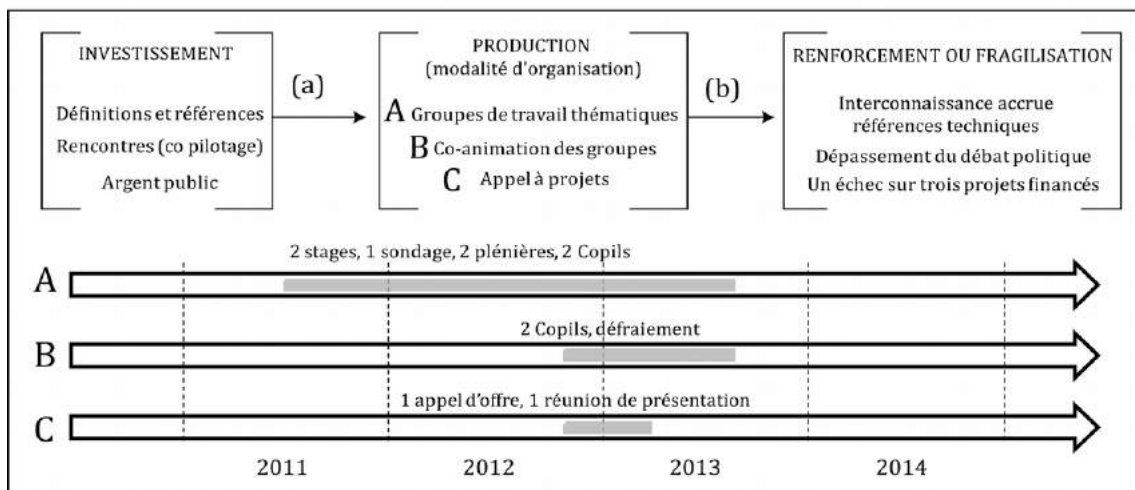 INVESTISSEMENT
Définitions et références
Rencontres (co pilotage)
Argent public
(a)
PRODUCTION
(modalité d'organisation)
A Groupes de travail thématiques
B Co-animation des groupes
C Appel à projets
(b)
RENFORCEMENT OU FRAGILISATION
Interconnaissance accrue
références techniques
Dépassement du débat politique
Un échec sur trois projets financés
2 stages, 1 sondage, 2 plénières, 2 Copils
A
2 Copils, défraiement
B
1 appel d'offre, 1 réunion de présentation
C
2011 2012 2013 2014